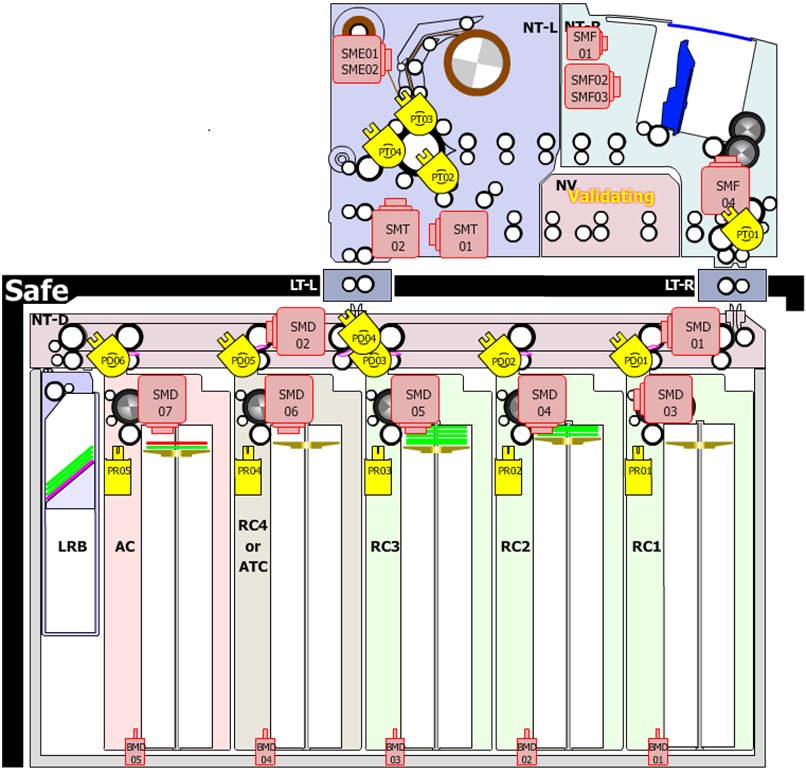 NT-L
NT-R
SME01
SME02
SMF
01
SMF02
SMF03
PT03
PT04
PT02
NV
Validating
SMF
04
PT01
SMT
02
SMT
01
LT-L
LT-R
Safe
NT-D
SMD
02
SMD
01
PD06
PD05
PD04
PD03
PD02
PD01
SMD
07
SMD
06
SMD
05
SMD
04
SMD
03
PR05
PR04
PR03
PR02
PR01
LRB
AC
RC4
or
ATC
RC3
RC2
RC1
BMD
05
BMD
04
BMD
03
BMD
02
BMD
01